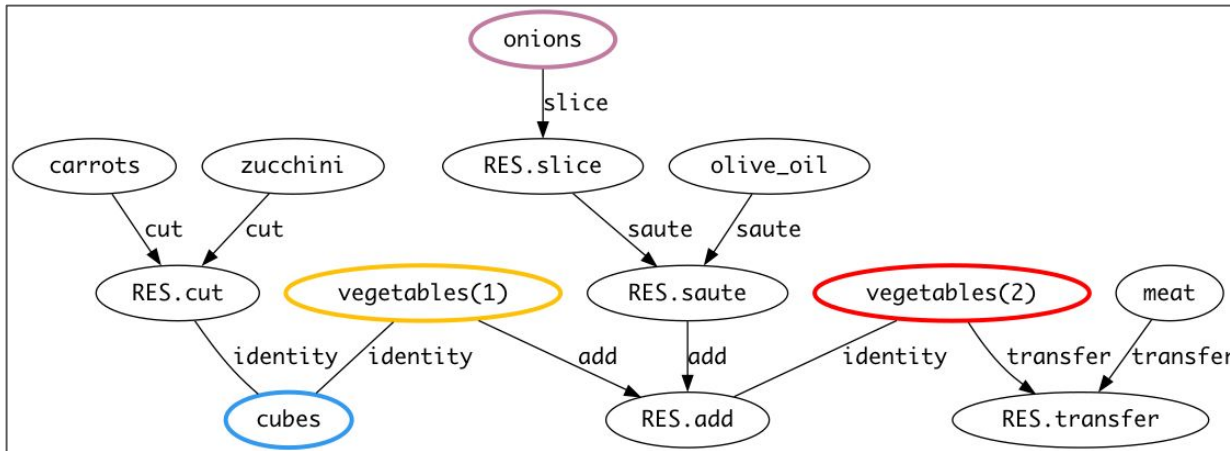 onions
slice
carrots
zucchini
RES.slice
olive_oil
cut
cut
saute
saute
RES.cut
vegetables(1)
RES.saute
vegetables(2)
meat
identity
identity
add
add
identity
transfer
transfer
cubes
RES.add
RES.transfer